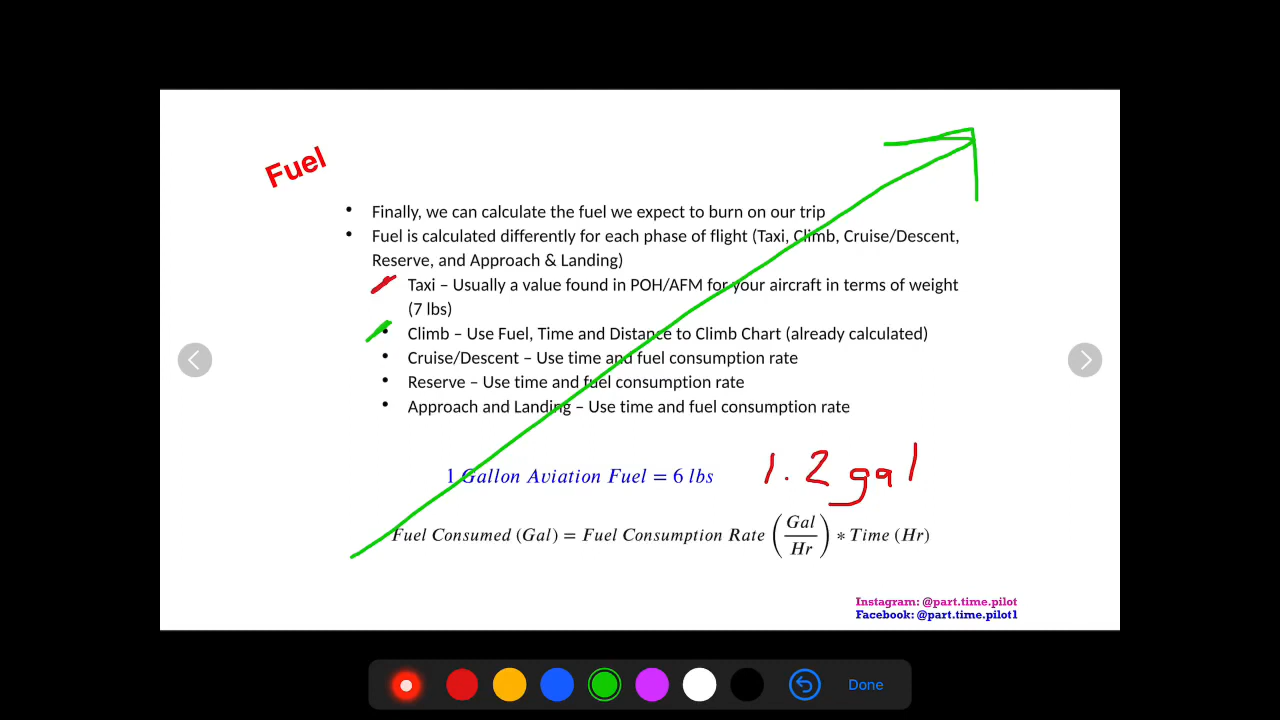 Fuel
• Finally, we can calculate the fuel we expect to burn on our trip
• Fuel is calculated differently for each phase of flight (Taxi, Climb, Cruise/Descent,
Reserve, and Approach & Landing)
Taxi – Usually a value found in POH/AFM for your aircraft in terms of weight
(7 lbs)
• Climb – Use Fuel, Time and Distance to Climb Chart (already calculated)
• Cruise/Descent – Use time and fuel consumption rate
• Reserve – Use time and fuel consumption rate
• Approach and Landing – Use time and fuel consumption rate
1 Gallon Aviation Fuel = 6 lbs
1.2 gal
Fuel Consumed (Gal) = Fuel Consumption Rate (Gal/Hr) * Time (Hr)
Instagram: @part.time.pilot
Facebook: @part.time.pilot1
Done